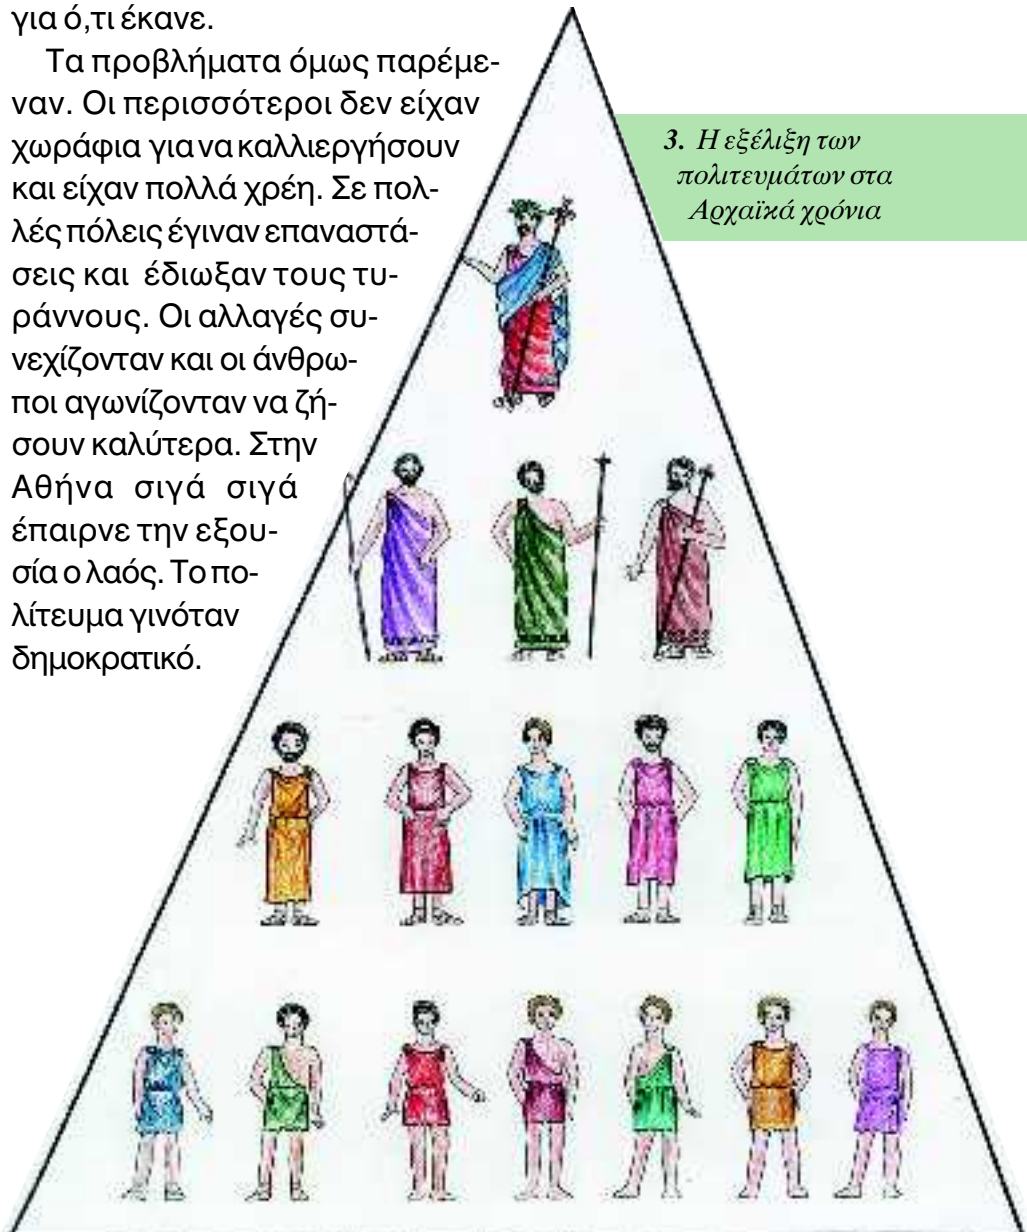 για ό,τι έκανε.
Τα προβλήματα όμως παρέμε-
ναν. Οι περισσότεροι δεν είχαν
χωράφια για να καλλιεργήσουν
και είχαν πολλά χρέη. Σε πολ-
λές πόλεις έγιναν επαναστά-
σεις και έδιωξαν τους τυ-
ράννους. Οι αλλαγές συ-
νεχίζονταν και οι άνθρω-
ποι αγωνίζονταν να ζή-
σουν καλύτερα. Στην
Αθήνα σιγά σιγά
έπαιρνε την εξου-
σία ο λαός. Το πο-
λίτευμα γινόταν
δημοκρατικό.
3. Η εξέλιξη των
πολιτευμάτων στα
Αρχαϊκά χρόνια